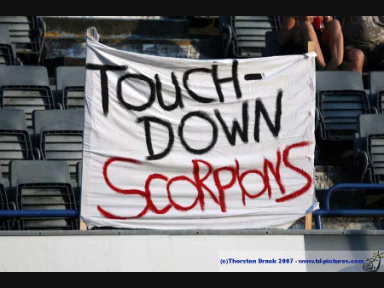 TOUCH-
DOWN
SCORPIONS
(c)Thorsten Drack 2007 - www.td-pictures.com